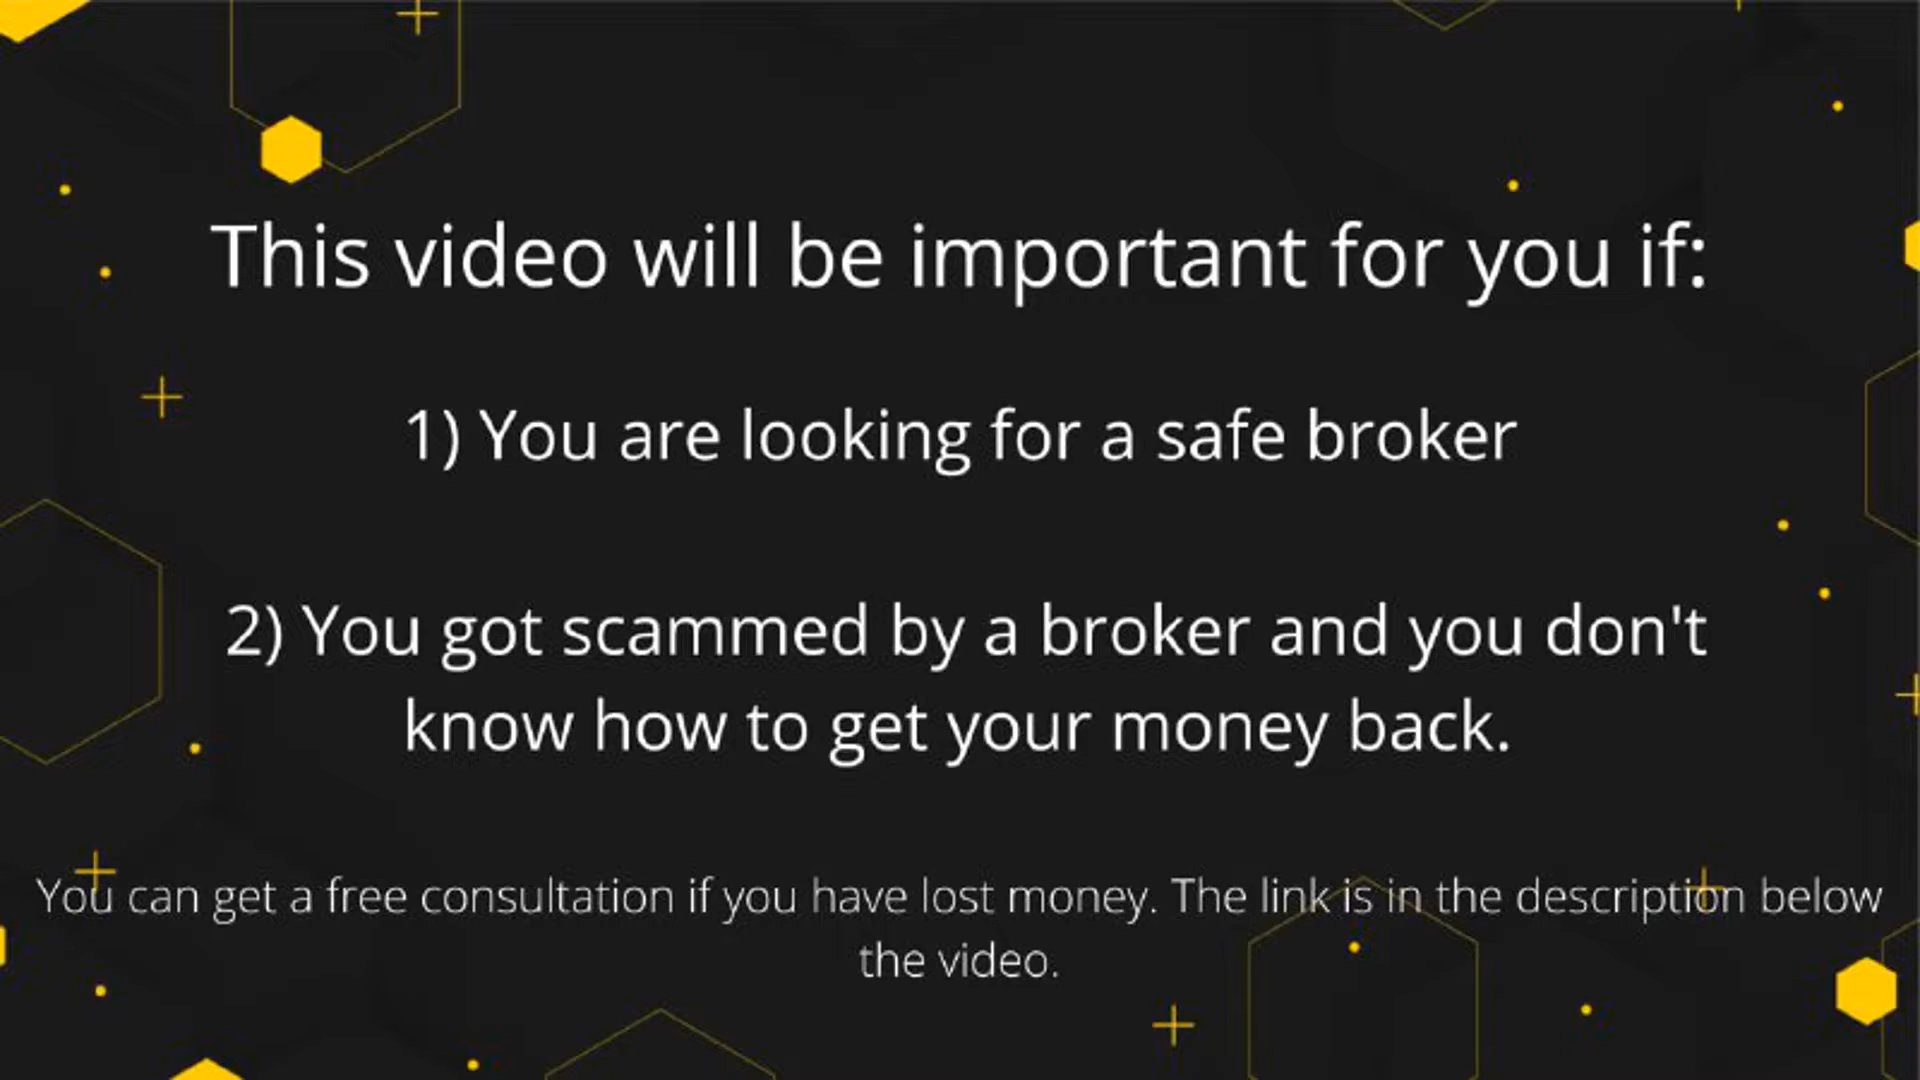 This video will be important for you if:
1) You are looking for a safe broker
2) You got scammed by a broker and you don't
know how to get your money back.
You can get a free consultation if you have lost money. The link is in the description below
the video.